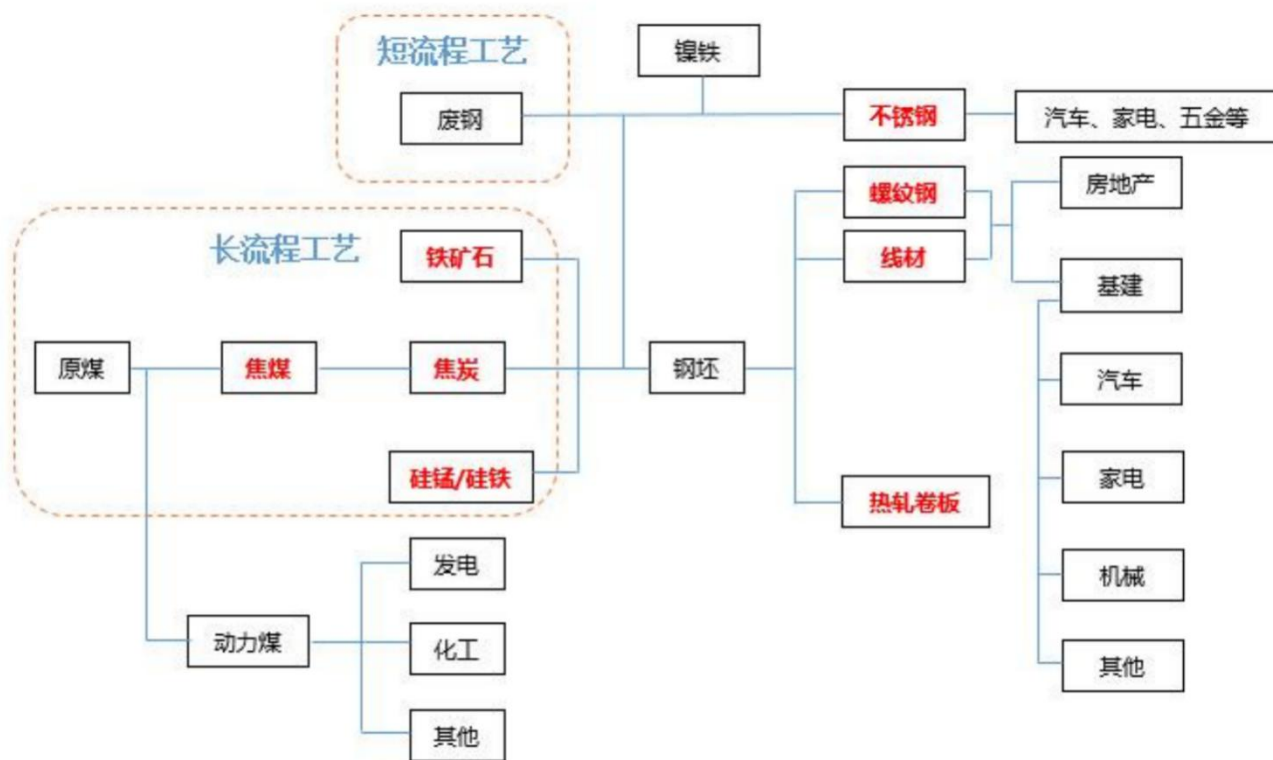 短流程工艺
镍铁
废钢
不锈钢
汽车、家电、五金等
螺纹钢
房地产
长流程工艺
铁矿石
线材
基建
原煤
焦煤
焦炭
钢坯
汽车
硅锰/硅铁
家电
热轧卷板
发电
机械
动力煤
化工
其他
其他